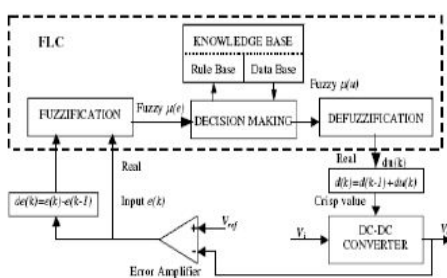 FLC
KNOWLEDGE BASE
Rule Base
Data Base
Fuzzy μ(u)
FUZZIFICATION
Fuzzy μ(e)
DECISION MAKING
DEFUZZIFICATION
Real
Real
du(k)
de(k)=e(k)-e(k-1)
Input e(k)
d(k)=d(k-1)+du(k)
Crisp value
Vref
Vi
DC-DC
CONVERTER
Error Amplifier